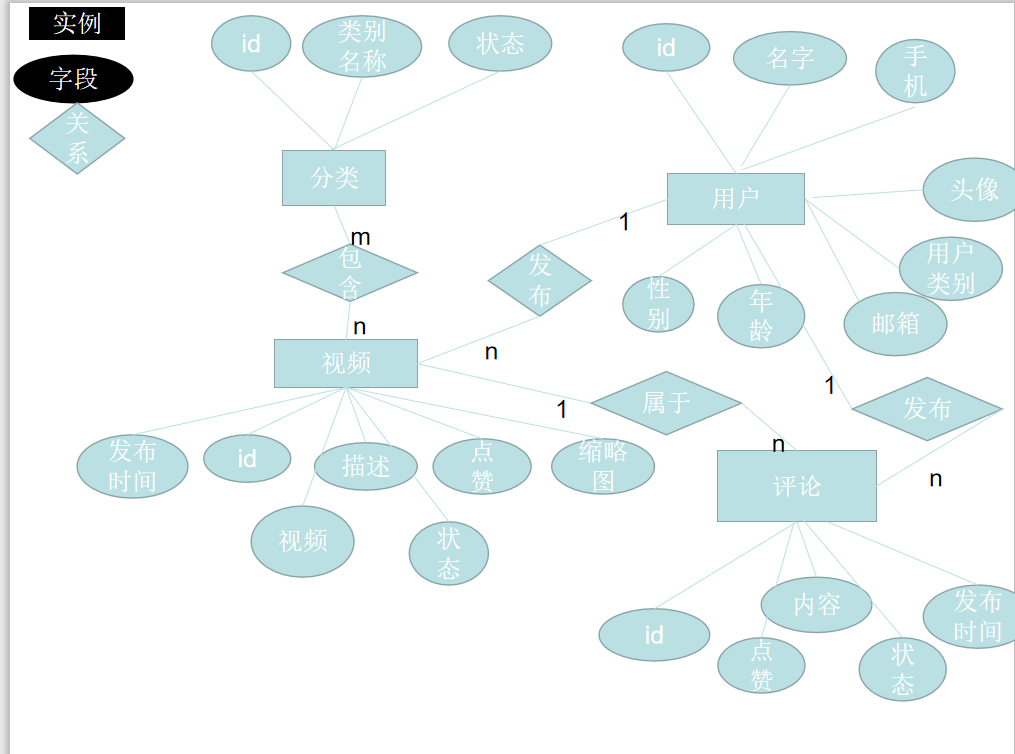 实例
字段
关
系
id
类别
名称
状态
id
名字
手
机
分类
用户
头像
m
包
含
n
1
发
布
n
用户
类别
性
别
年
龄
邮箱
视频
1
属于
n
1
发布
n
发布
时间
id
描述
点
赞
缩略
图
视频
状
态
评论
id
点
赞
内容
状
态
发布
时间